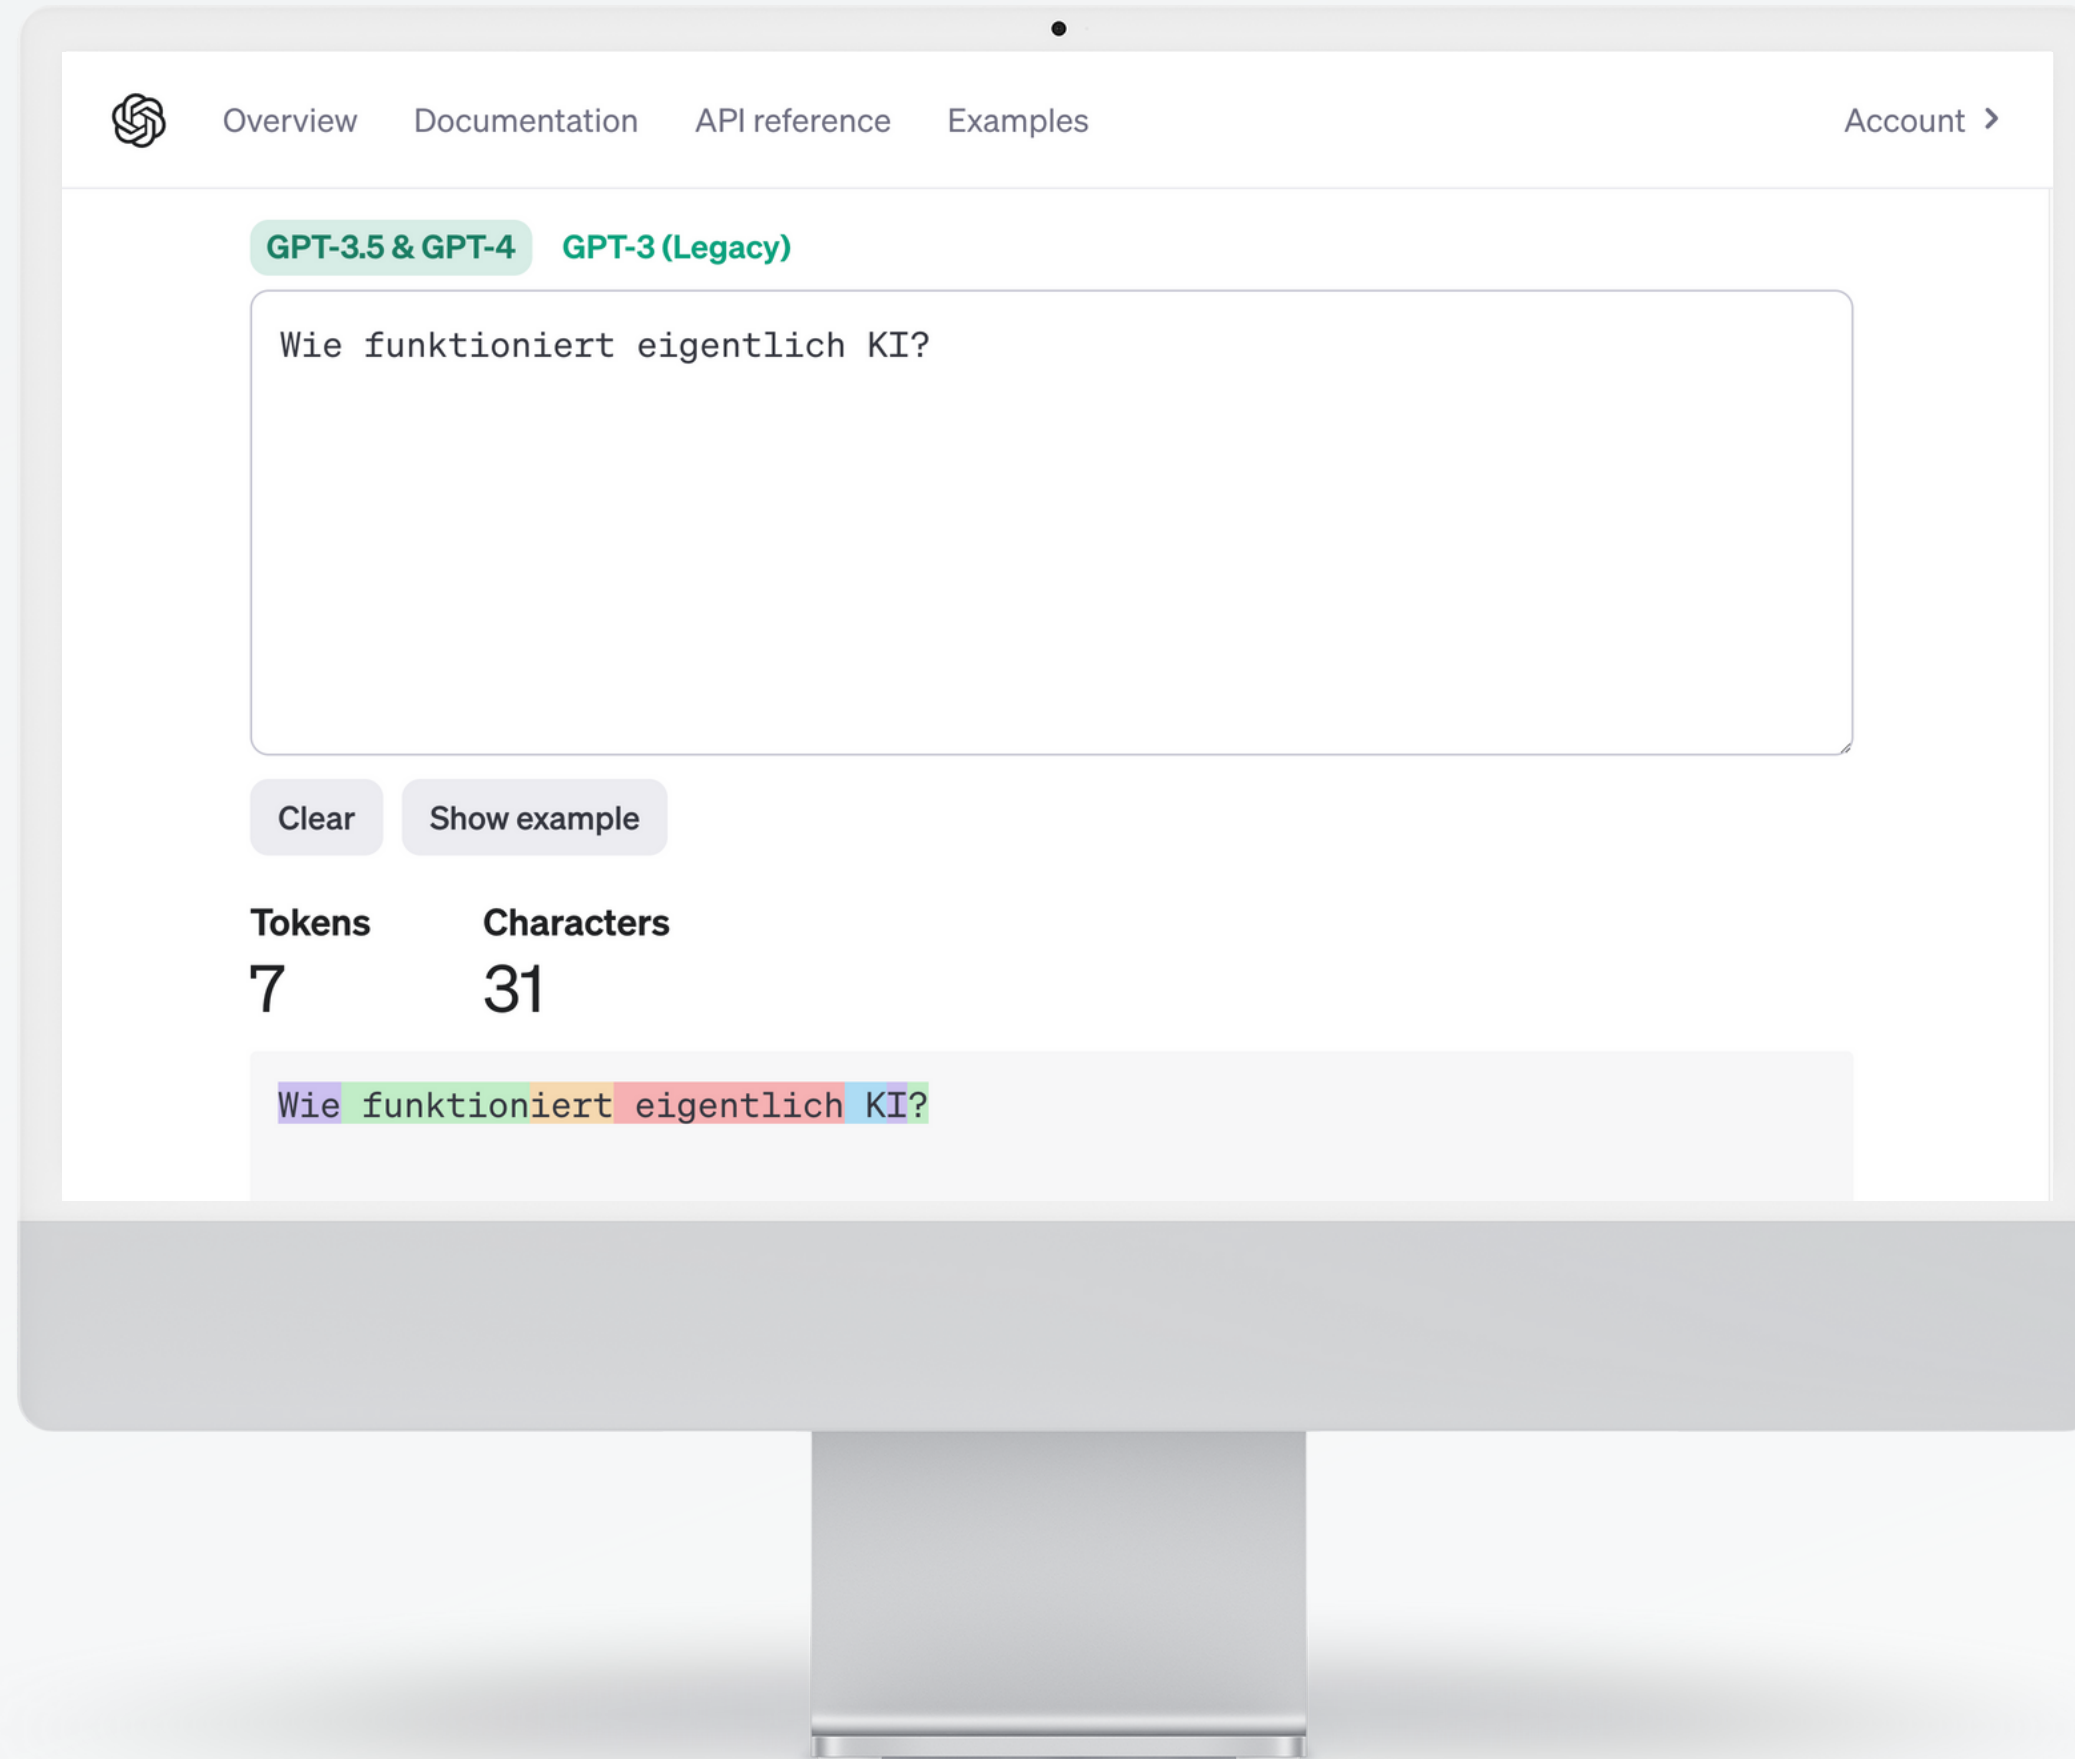 Overview Documentation API reference Examples Account
GPT-3.5 & GPT-4 GPT-3 (Legacy)
Wie funktioniert eigentlich KI?
Clear Show example
Tokens Characters
7 31
Wie funktioniert eigentlich KI?